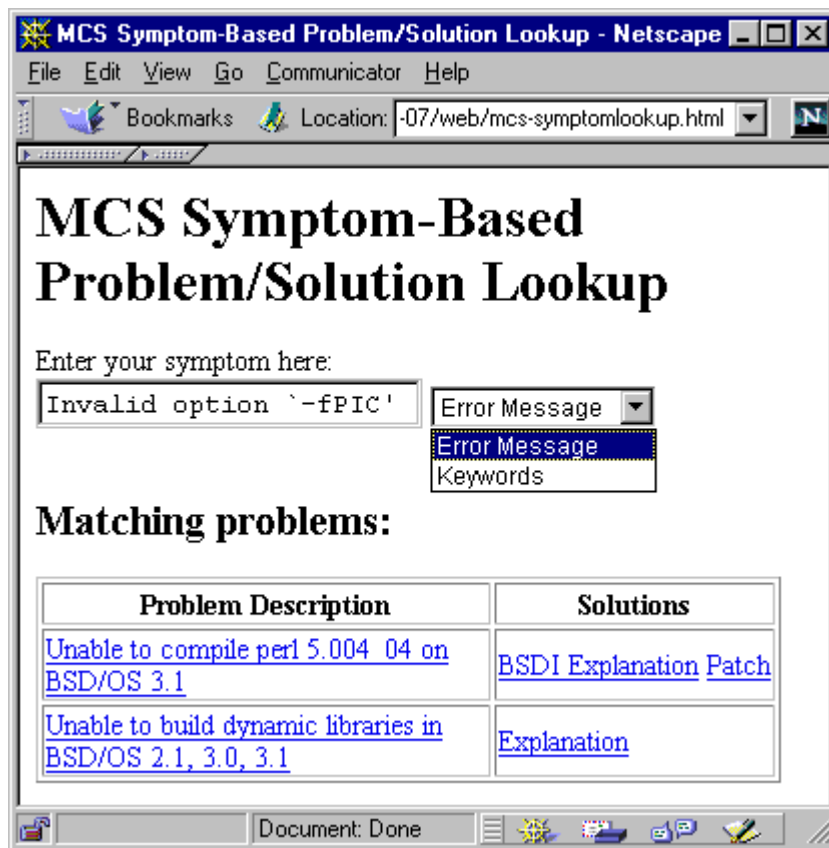 MCS Symptom-Based Problem/Solution Lookup - Netscape
File Edit View Go Communicator Help
Bookmarks Location: -07/web/mcs-symptomlookup.html N
MCS Symptom-Based
Problem/Solution Lookup
Enter your symptom here:
Invalid option `-fPIC' Error Message
Error Message
Keywords
Matching problems:
Problem Description Solutions
Unable to compile perl 5.004_04 on
BSD/OS 3.1
BSDI Explanation Patch
Unable to build dynamic libraries in
BSD/OS 2.1, 3.0, 3.1
Explanation
Document: Done